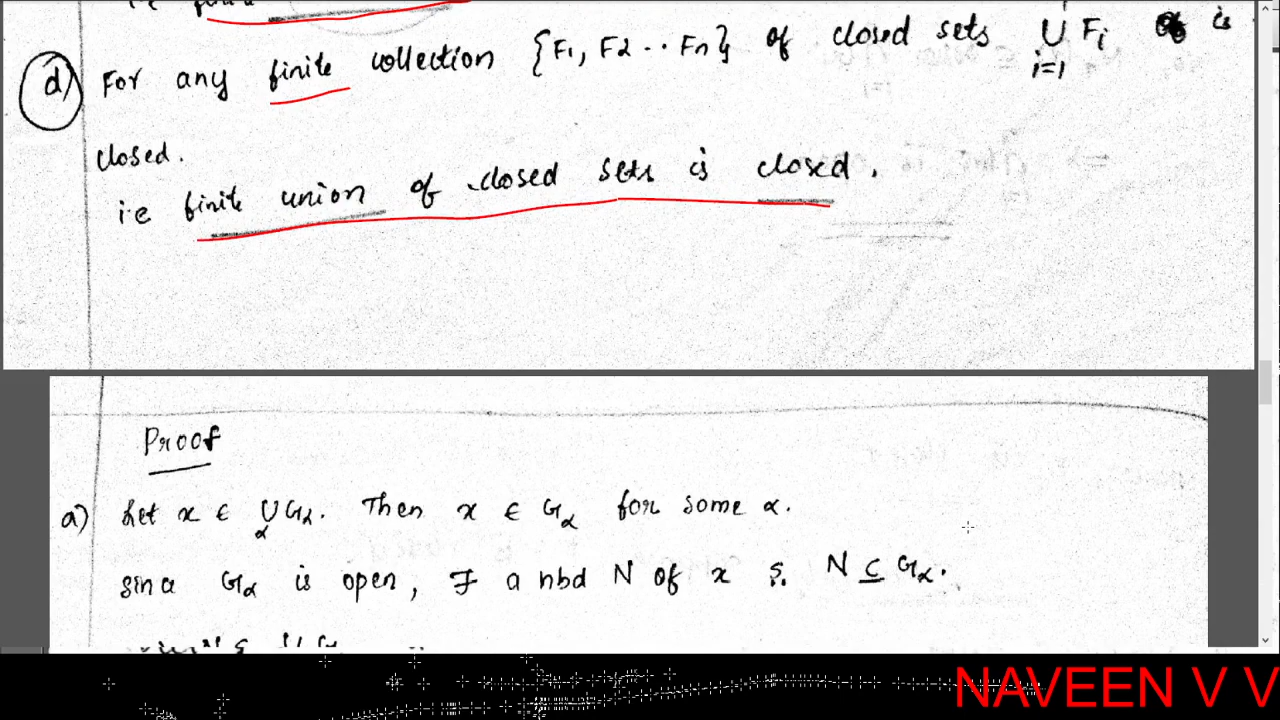 d) For any finite collection {F1, F2 .. Fn} of closed sets ∪ Fi is
i=1
closed.
i.e finite union of closed sets is closed.
Proof
a) Let x ∈ ∪Gα. Then x ∈ Gα for some α.
α
since Gα is open, ∃ a nbd N of x s. N ⊆ Gα.
NAVEEN V V